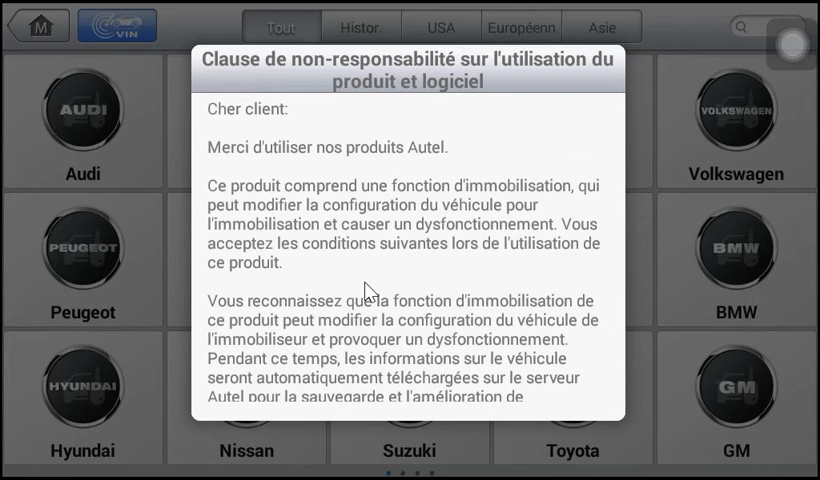 M
VIN
Tout
Histor.
USA
Européenn
Asie
Clause de non-responsabilité sur l'utilisation du
produit et logiciel
Cher client:
Merci d'utiliser nos produits Autel.
Ce produit comprend une fonction d'immobilisation, qui
peut modifier la configuration du véhicule pour
l'immobilisation et causer un dysfonctionnement. Vous
acceptez les conditions suivantes lors de l'utilisation de
ce produit.
Vous reconnaissez que la fonction d'immobilisation de
ce produit peut modifier la configuration du véhicule de
l'immobiliseur et provoquer un dysfonctionnement.
Pendant ce temps, les informations sur le véhicule
seront automatiquement téléchargées sur le serveur
Autel pour la sauvegarde et l'amélioration de
AUDI
Audi
VOLKSWAGEN
Volkswagen
PEUGEOT
Peugeot
BMW
BMW
HYUNDAI
Hyundai
Nissan
Suzuki
Toyota
GM
GM